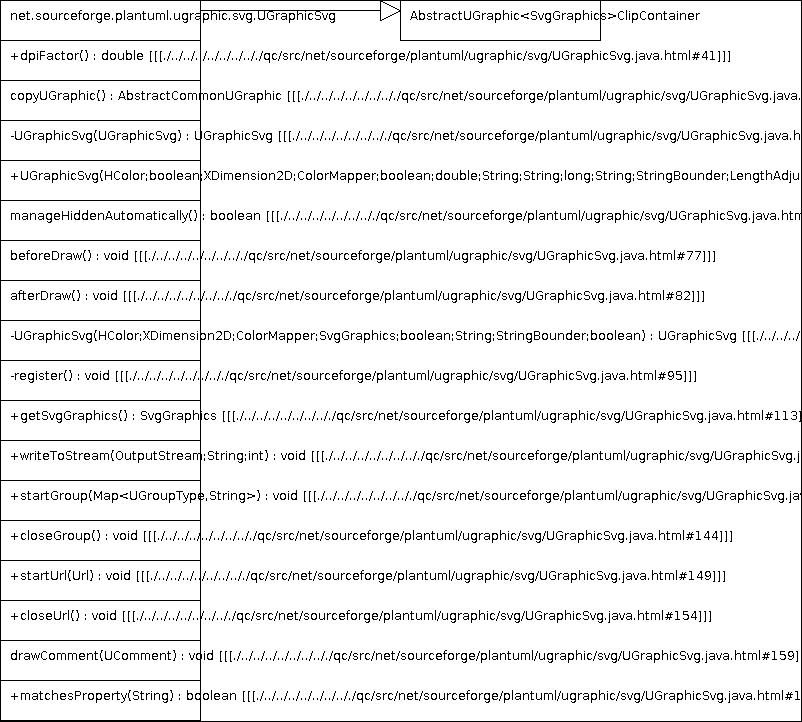 net.sourceforge.plantuml.ugraphic.svg.UGraphicSvg
AbstractUGraphic<SvgGraphics>ClipContainer
+dpiFactor() : double [[[./../../../../../../../qc/src/net/sourceforge/plantuml/ugraphic/svg/UGraphicSvg.java.html#41]]]
copyUGraphic() : AbstractCommonUGraphic [[[./../../../../../../../qc/src/net/sourceforge/plantuml/ugraphic/svg/UGraphicSvg.java.
-UGraphicSvg(UGraphicSvg) : UGraphicSvg [[[./../../../../../../../qc/src/net/sourceforge/plantuml/ugraphic/svg/UGraphicSvg.java.h
+UGraphicSvg(HColor;boolean;XDimension2D;ColorMapper;boolean;double;String;String;long;String;StringBounder;LengthAdju
manageHiddenAutomatically() : boolean [[[./../../../../../../../qc/src/net/sourceforge/plantuml/ugraphic/svg/UGraphicSvg.java.htm
beforeDraw() : void [[[./../../../../../../../qc/src/net/sourceforge/plantuml/ugraphic/svg/UGraphicSvg.java.html#77]]]
afterDraw() : void [[[./../../../../../../../qc/src/net/sourceforge/plantuml/ugraphic/svg/UGraphicSvg.java.html#82]]]
-UGraphicSvg(HColor;XDimension2D;ColorMapper;SvgGraphics;boolean;String;StringBounder;boolean) : UGraphicSvg [[[./../../../
-register() : void [[[./../../../../../../../qc/src/net/sourceforge/plantuml/ugraphic/svg/UGraphicSvg.java.html#95]]]
+getSvgGraphics() : SvgGraphics [[[./../../../../../../../qc/src/net/sourceforge/plantuml/ugraphic/svg/UGraphicSvg.java.html#113]
+writeToStream(OutputStream;String;int) : void [[[./../../../../../../../qc/src/net/sourceforge/plantuml/ugraphic/svg/UGraphicSvg.j
+startGroup(Map<UGroupType,String>) : void [[[./../../../../../../../qc/src/net/sourceforge/plantuml/ugraphic/svg/UGraphicSvg.java
+closeGroup() : void [[[./../../../../../../../qc/src/net/sourceforge/plantuml/ugraphic/svg/UGraphicSvg.java.html#144]]]
+startUrl(Url) : void [[[./../../../../../../../qc/src/net/sourceforge/plantuml/ugraphic/svg/UGraphicSvg.java.html#149]]]
+closeUrl() : void [[[./../../../../../../../qc/src/net/sourceforge/plantuml/ugraphic/svg/UGraphicSvg.java.html#154]]]
drawComment(UComment) : void [[[./../../../../../../../qc/src/net/sourceforge/plantuml/ugraphic/svg/UGraphicSvg.java.html#159]
+matchesProperty(String) : boolean [[[./../../../../../../../qc/src/net/sourceforge/plantuml/ugraphic/svg/UGraphicSvg.java.html#1